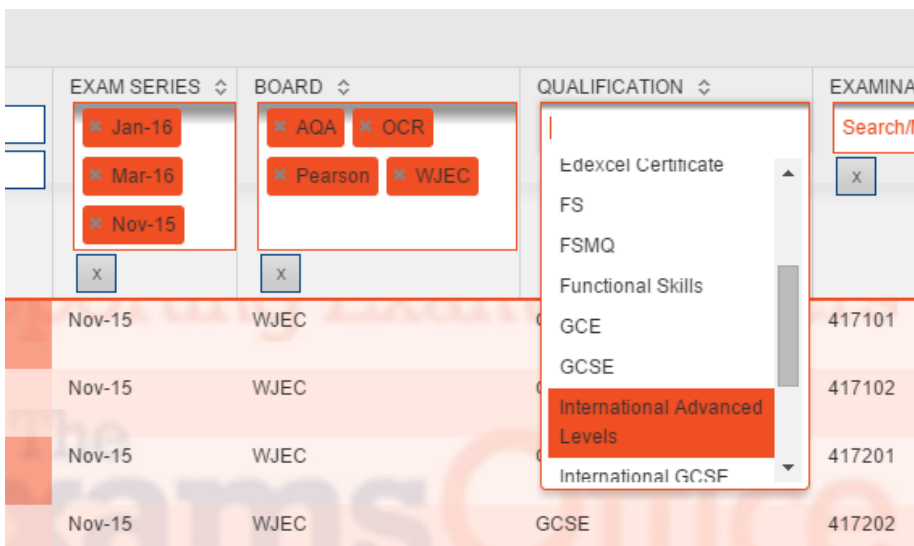 EXAM SERIES BOARD QUALIFICATION EXAMINA
× Jan-16 × AQA × OCR Search/
× Mar-16 × Pearson × WJEC x
× Nov-15
x x
Edexcel Certificate
FS
FSMQ
Functional Skills
GCE
GCSE
International Advanced
Levels
International GCSE
Nov-15 WJEC 417101
Nov-15 WJEC 417102
Nov-15 WJEC 417201
Nov-15 WJEC GCSE 417202
The